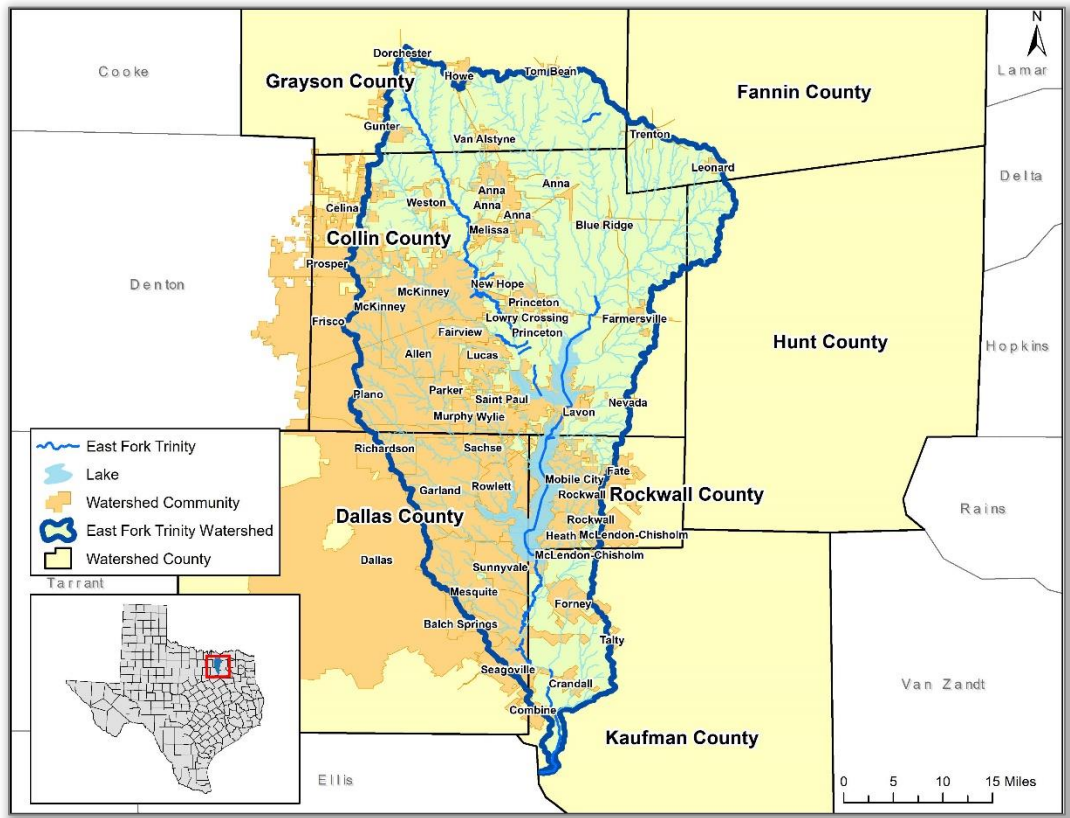 N
Dorchester
Cooke
Lamar
Grayson County
Howe
Tom Bean
Fannin County
Gunter
Van Alstyne
Trenton
Leonard
Delta
Celina
Weston
Anna
Anna
Anna
Anna
Melissa
Blue Ridge
Collin County
Prosper
Denton
McKinney
New Hope
McKinney
Princeton
Frisco
Lowry Crossing
Farmersville
Fairview
Princeton
Hunt County
Hopkins
Allen
Lucas
Plano
Parker
Saint Paul
Nevada
Murphy
Wylie
Lavon
Richardson
Sachse
Garland
Rowlett
Mobile City
Fate
Rockwall
Rockwall County
Rains
Dallas County
Rockwall
Heath
McLendon-Chisholm
McLendon-Chisholm
Dallas
Sunnyvale
Mesquite
Forney
Balch Springs
Talty
Seagoville
Crandall
Van Zandt
Combine
Kaufman County
Ellis
Tarrant
East Fork Trinity
Lake
Watershed Community
East Fork Trinity Watershed
Watershed County
0 5 10 15 Miles